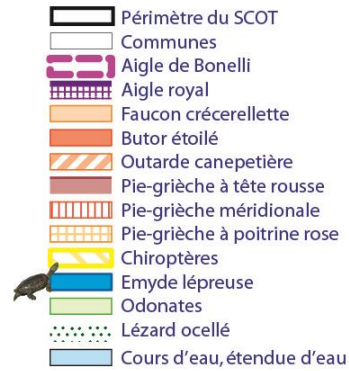 Périmètre du SCOT
Communes
Aigle de Bonelli
Aigle royal
Faucon crécerellette
Butor étoilé
Outarde canepetière
Pie-grièche à tête rousse
Pie-grièche méridionale
Pie-grièche à poitrine rose
Chiroptères
Emyde lépreuse
Odonates
Lézard ocellé
Cours d'eau, étendue d'eau